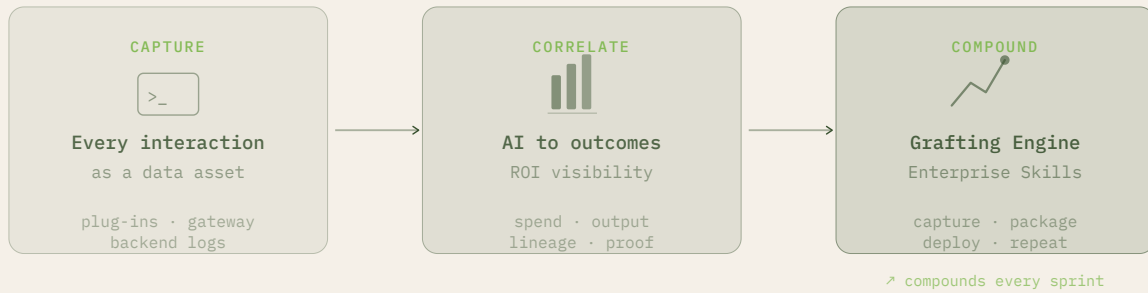 CAPTURE
>_
Every interaction
as a data asset
plug-ins · gateway
backend logs
CORRELATE
AI to outcomes
ROI visibility
spend · output
lineage · proof
COMPOUND
Grafting Engine
Enterprise Skills
capture · package
deploy · repeat
↗ compounds every sprint